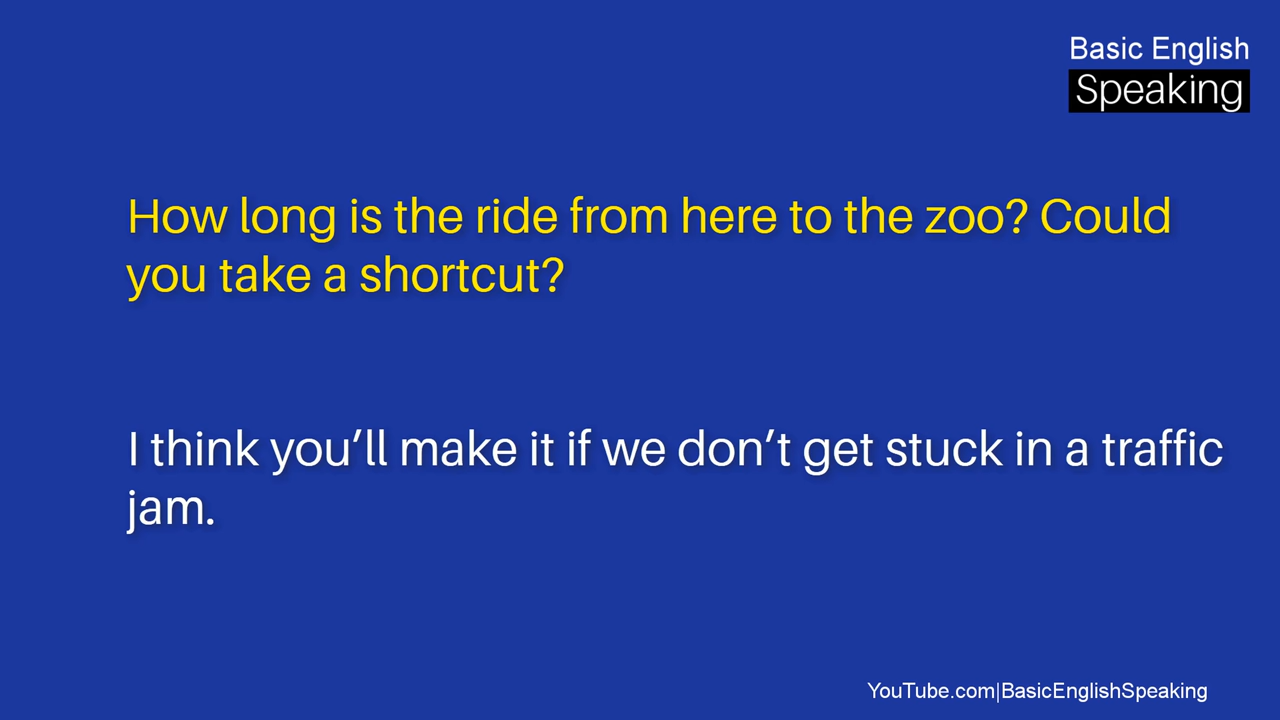 Basic English
Speaking
How long is the ride from here to the zoo? Could
you take a shortcut?
I think you’ll make it if we don’t get stuck in a traffic
jam.
YouTube.com|BasicEnglishSpeaking